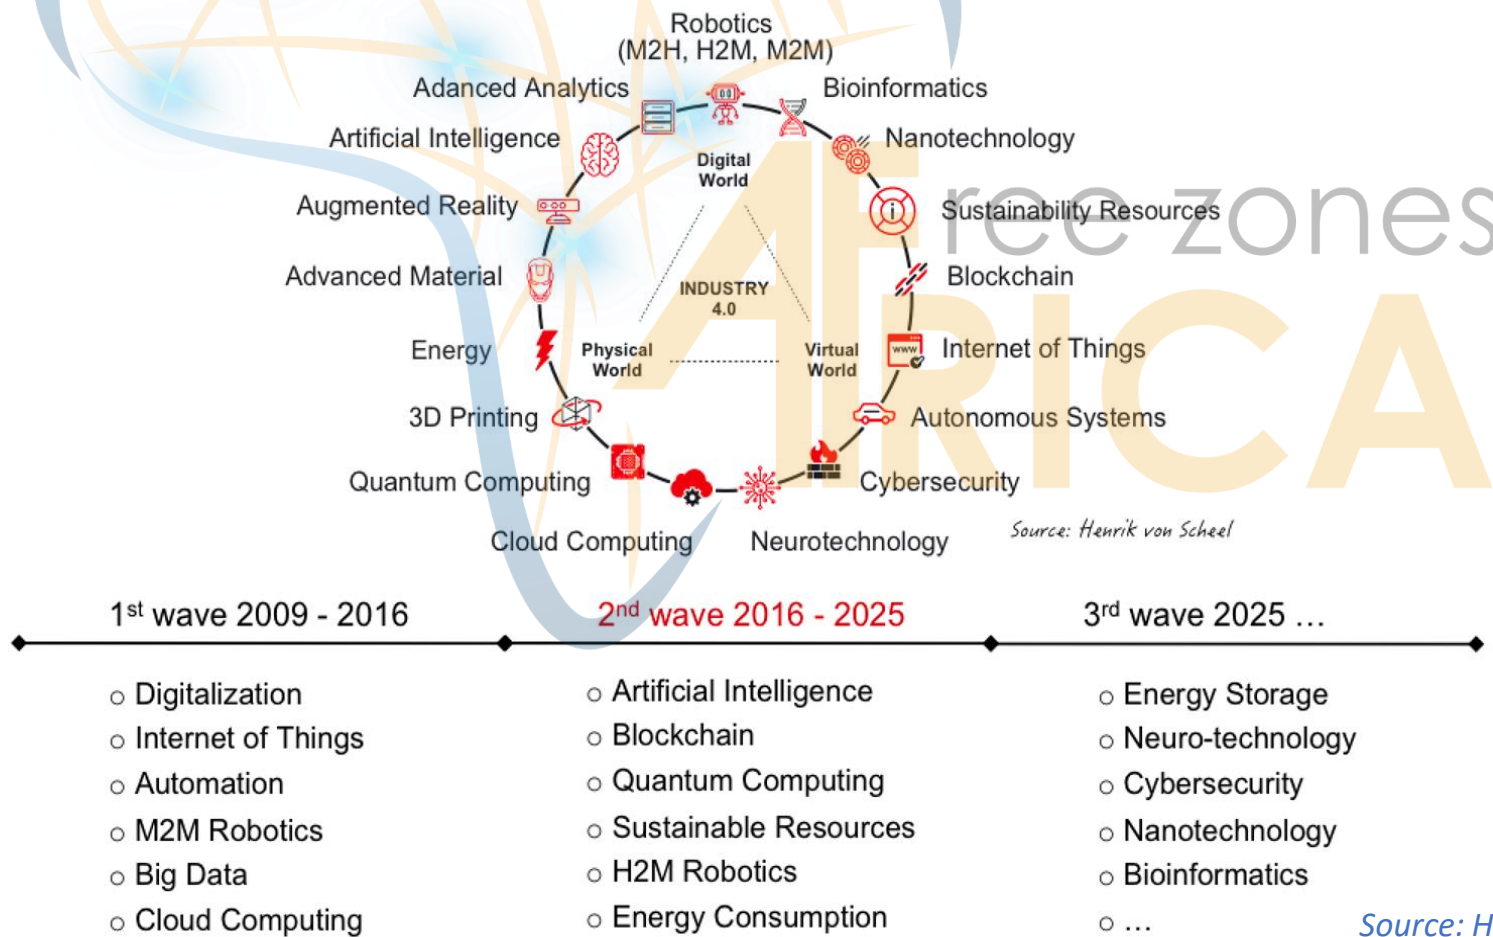 Robotics
(M2H, H2M, M2M)
Adanced Analytics
Bioinformatics
Artificial Intelligence
Nanotechnology
Digital
World
Augmented Reality
Sustainability Resources
Free zones
AFRICA
Advanced Material
INDUSTRY
4.0
Blockchain
Energy
Physical
World
Virtual
World
www
Internet of Things
3D Printing
Autonomous Systems
Quantum Computing
Cybersecurity
Cloud Computing
Neurotechnology
Source: Henrik von Scheel
1st wave 2009 - 2016
2nd wave 2016 - 2025
3rd wave 2025 ...
Digitalization
Internet of Things
Automation
M2M Robotics
Big Data
Cloud Computing
Artificial Intelligence
Blockchain
Quantum Computing
Sustainable Resources
H2M Robotics
Energy Consumption
Energy Storage
Neuro-technology
Cybersecurity
Nanotechnology
Bioinformatics
...
Source: H